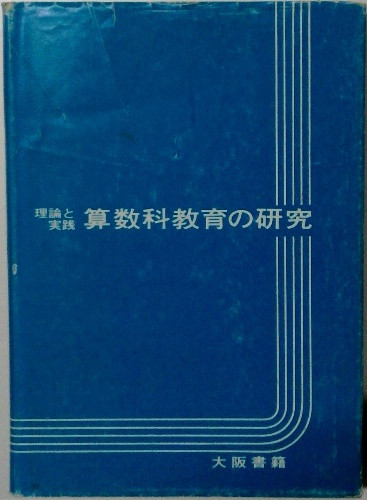 理論と
実践
算数科教育の研究
大阪書籍